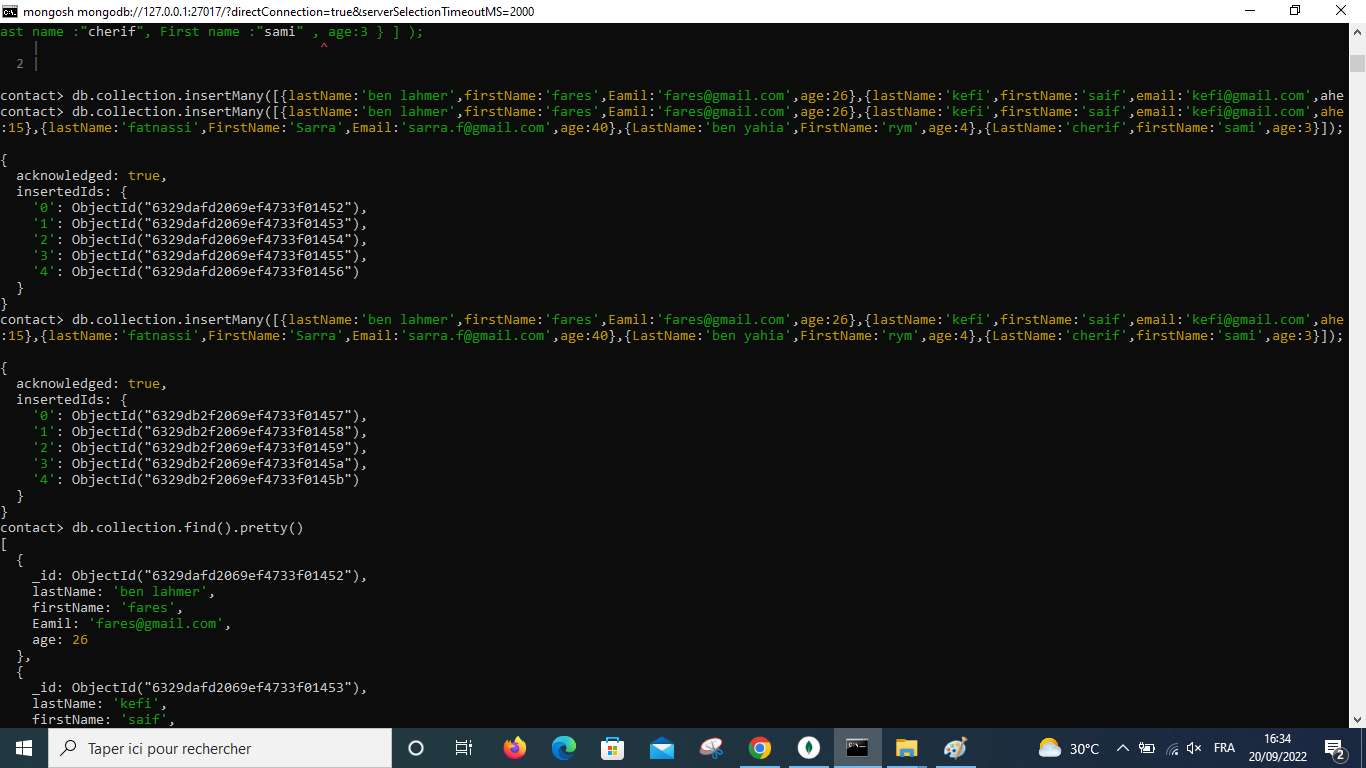 mongosh mongodb://127.0.0.1:27017/?directConnection=true&serverSelectionTimeoutMS=2000
ast name :"cherif", First name :"sami" , age:3 } ] );
| ^
2 |
contact> db.collection.insertMany([{lastName:'ben lahmer',firstName:'fares',Eamil:'fares@gmail.com',age:26},{lastName:'kefi',firstName:'saif',email:'kefi@gmail.com',ahe
contact> db.collection.insertMany([{lastName:'ben lahmer',firstName:'fares',Eamil:'fares@gmail.com',age:26},{lastName:'kefi',firstName:'saif',email:'kefi@gmail.com',ahe
:15},{lastName:'fatnassi',FirstName:'Sarra',Email:'sarra.f@gmail.com',age:40},{LastName:'ben yahia',FirstName:'rym',age:4},{LastName:'cherif',firstName:'sami',age:3}]);
{
acknowledged: true,
insertedIds: {
'0': ObjectId("6329dafd2069ef4733f01452"),
'1': ObjectId("6329dafd2069ef4733f01453"),
'2': ObjectId("6329dafd2069ef4733f01454"),
'3': ObjectId("6329dafd2069ef4733f01455"),
'4': ObjectId("6329dafd2069ef4733f01456")
}
}
contact> db.collection.insertMany([{lastName:'ben lahmer',firstName:'fares',Eamil:'fares@gmail.com',age:26},{lastName:'kefi',firstName:'saif',email:'kefi@gmail.com',ahe
:15},{lastName:'fatnassi',FirstName:'Sarra',Email:'sarra.f@gmail.com',age:40},{LastName:'ben yahia',FirstName:'rym',age:4},{LastName:'cherif',firstName:'sami',age:3}]);
{
acknowledged: true,
insertedIds: {
'0': ObjectId("6329db2f2069ef4733f01457"),
'1': ObjectId("6329db2f2069ef4733f01458"),
'2': ObjectId("6329db2f2069ef4733f01459"),
'3': ObjectId("6329db2f2069ef4733f0145a"),
'4': ObjectId("6329db2f2069ef4733f0145b")
}
}
contact> db.collection.find().pretty()
[
{
_id: ObjectId("6329dafd2069ef4733f01452"),
lastName: 'ben lahmer',
firstName: 'fares',
Eamil: 'fares@gmail.com',
age: 26
},
{
_id: ObjectId("6329dafd2069ef4733f01453"),
lastName: 'kefi',
firstName: 'saif',
Taper ici pour rechercher
30°C
FRA
16:34
20/09/2022
2